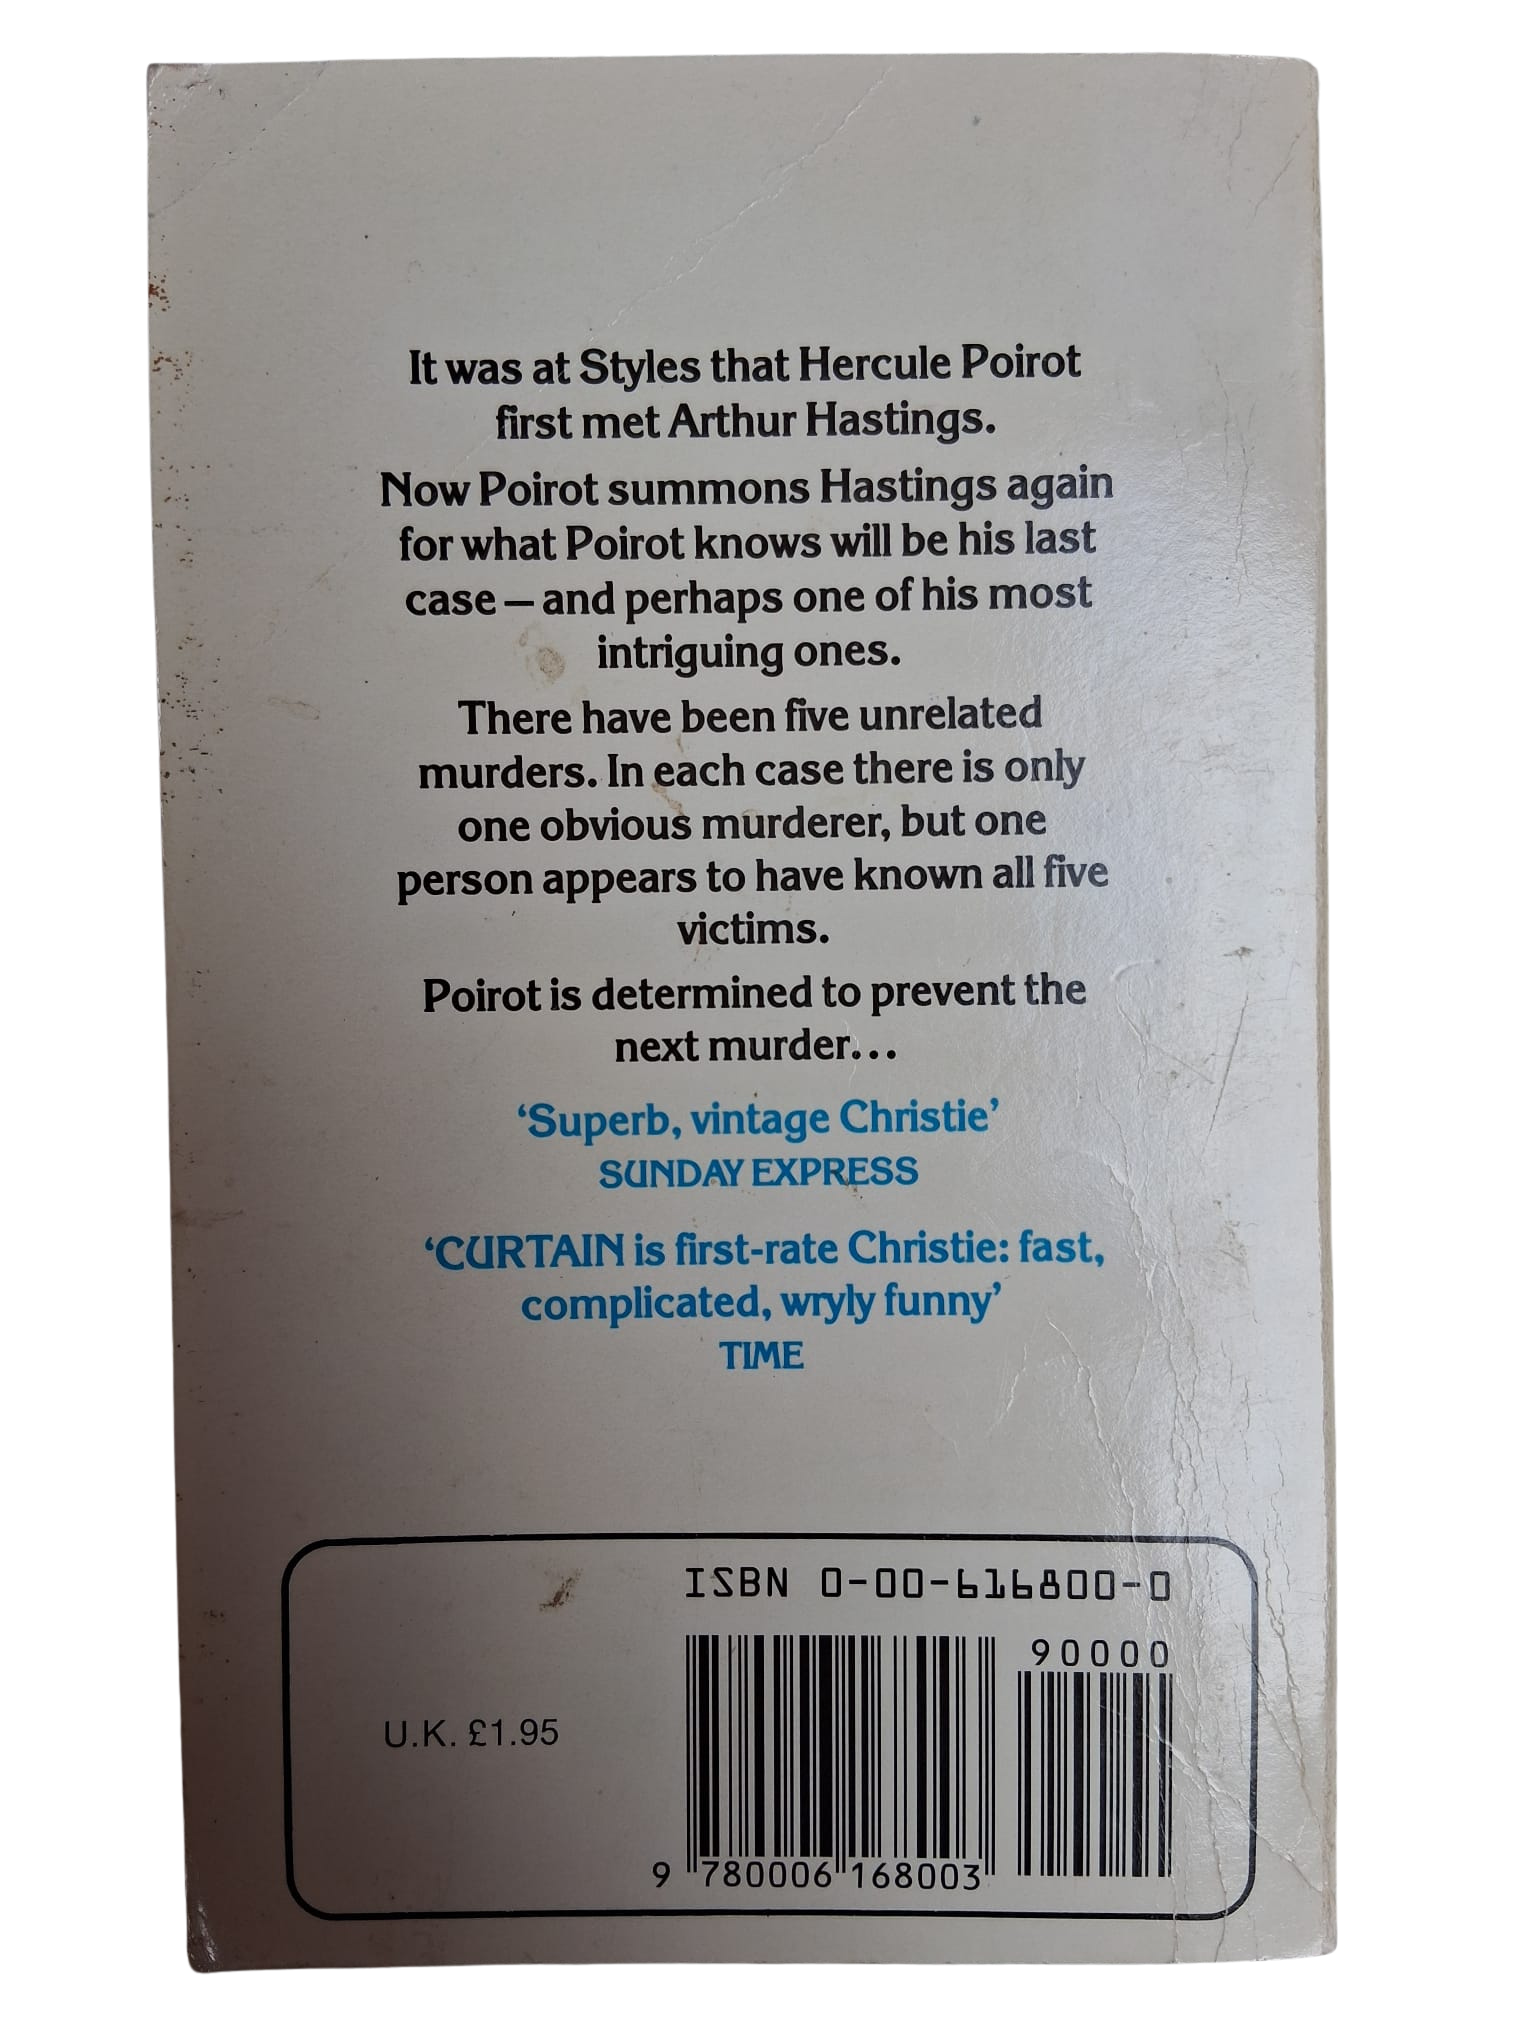 It was at Styles that Hercule Poirot
first met Arthur Hastings.
Now Poirot summons Hastings again
for what Poirot knows will be his last
case – and perhaps one of his most
intriguing ones.
There have been five unrelated
murders. In each case there is only
one obvious murderer, but one
person appears to have known all five
victims.
Poirot is determined to prevent the
next murder...
‘Superb, vintage Christie’
SUNDAY EXPRESS
‘CURTAIN is first-rate Christie: fast,
complicated, wryly funny’
TIME
ISBN 0-00-616800-0
90000
U.K. £1.95
9 780006 168003